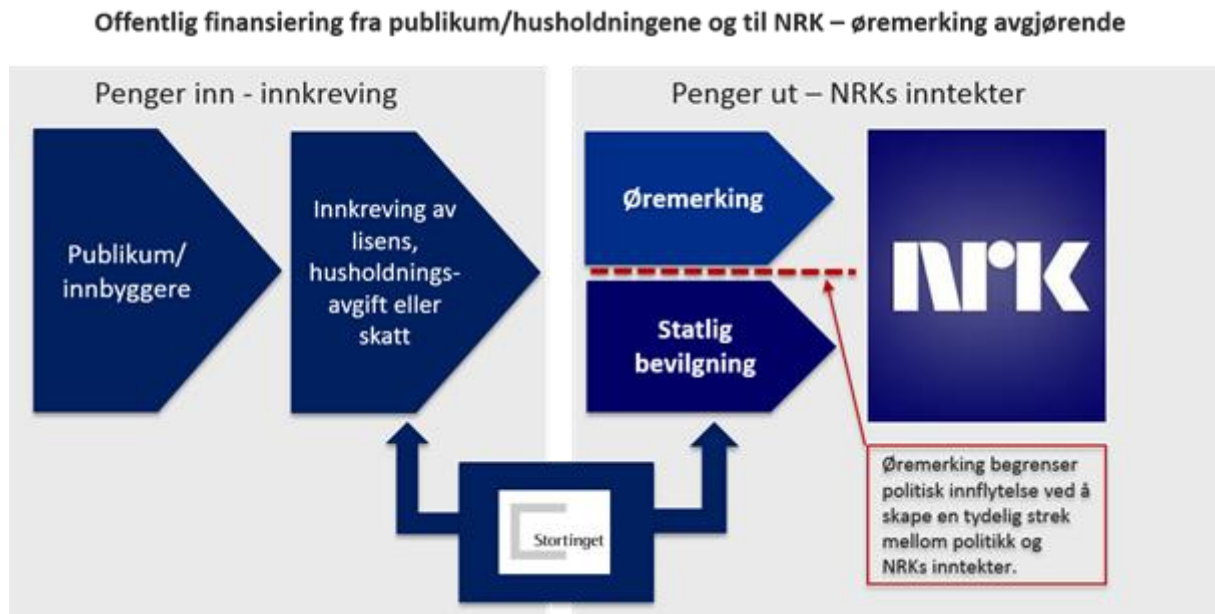 Offentlig finansiering fra publikum/husholdningene og til NRK – øremerking avgjørende
Penger inn - innkreving
Publikum/
innbyggere
Innkreving av
lisens,
husholdnings-
avgift eller
skatt
Penger ut – NRKs inntekter
Øremerking
Statlig
bevilgning
NRK
Stortinget
Øremerking begrenser
politisk innflytelse ved å
skape en tydelig strek
mellom politikk og
NRKs inntekter.